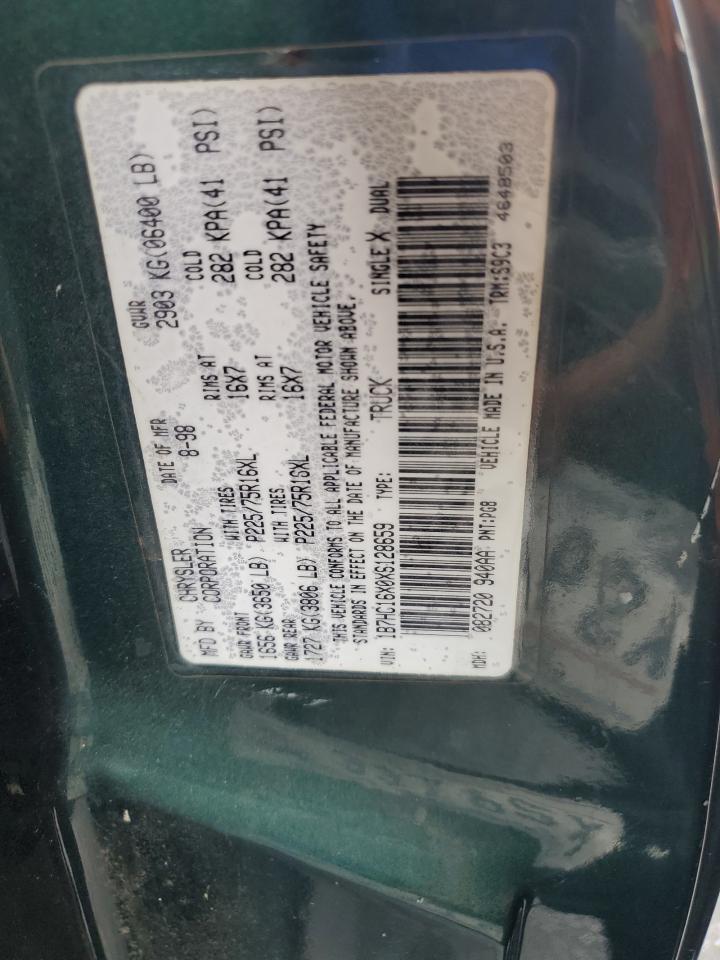 MFD BY CHRYSLER CORPORATION DATE OF MFR 8-98 GVWR 2903 KG(06400 LB)
GAWR FRONT WITH TIRES RIMS AT COLD
1656 KG(3650 LB) P225/75R16XL 16X7 282 KPA(41 PSI)
GAWR REAR WITH TIRES RIMS AT COLD
1727 KG(3806 LB) P225/75R16XL 16X7 282 KPA(41 PSI)
THIS VEHICLE CONFORMS TO ALL APPLICABLE FEDERAL MOTOR VEHICLE SAFETY
STANDARDS IN EFFECT ON THE DATE OF MANUFACTURE SHOWN ABOVE.
VIN: 1B7HC16X0XS128659 TYPE: TRUCK SINGLE X DUAL
MDH: 082720 940AA PNT:PG8 VEHICLE MADE IN U.S.A. TRM:S9C3 4648503